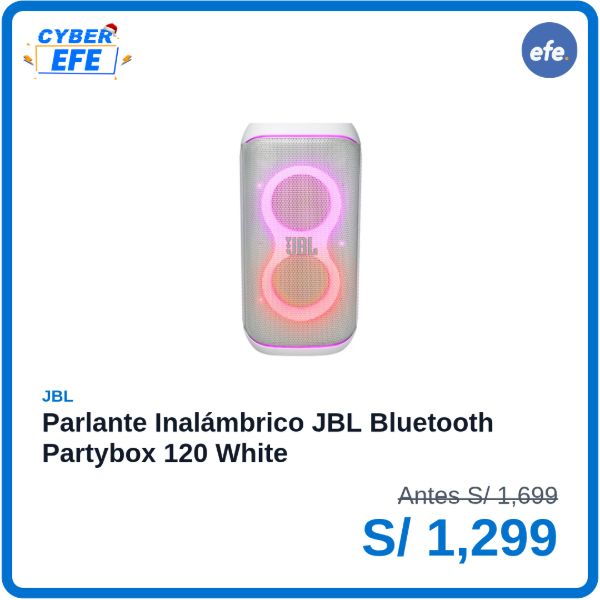 CYBER
EFE
efe.
JBL
JBL
Parlante Inalámbrico JBL Bluetooth
Partybox 120 White
Antes S/ 1,699
S/ 1,299